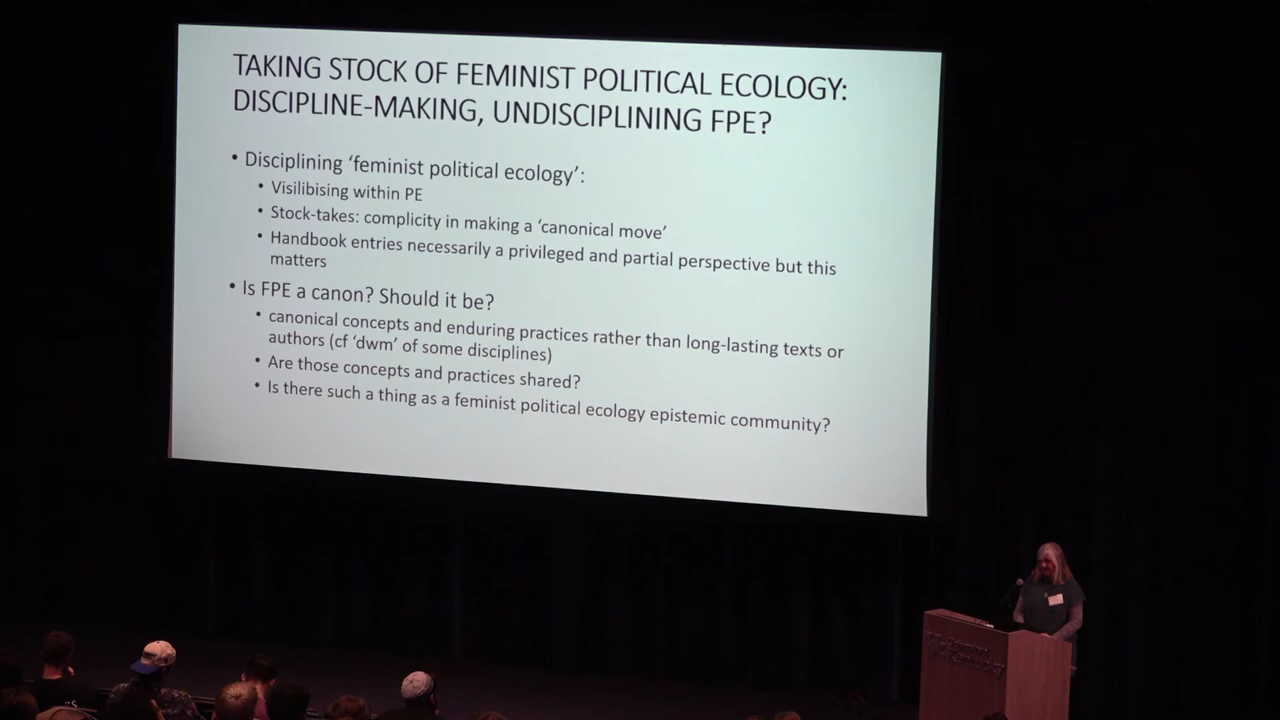 TAKING STOCK OF FEMINIST POLITICAL ECOLOGY:
DISCIPLINE-MAKING, UNDISCIPLINING FPE?
• Disciplining ‘feminist political ecology’:
• Visilibising within PE
• Stock-takes: complicity in making a ‘canonical move’
• Handbook entries necessarily a privileged and partial perspective but this
matters
• Is FPE a canon? Should it be?
• canonical concepts and enduring practices rather than long-lasting texts or
authors (cf ‘dwm’ of some disciplines)
• Are those concepts and practices shared?
• Is there such a thing as a feminist political ecology epistemic community?